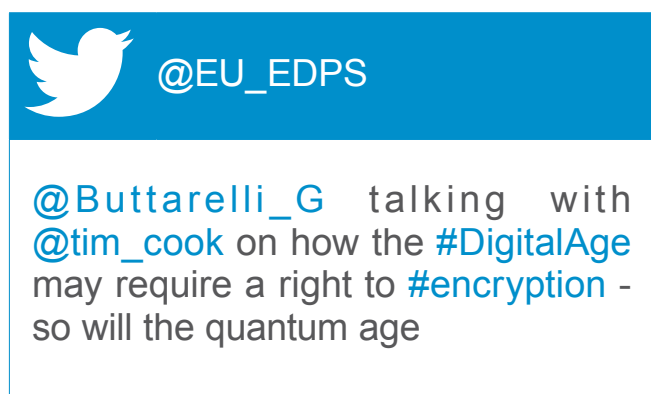 @EU_EDPS
@Buttarelli_G talking with
@tim_cook on how the #DigitalAge
may require a right to #encryption -
so will the quantum age